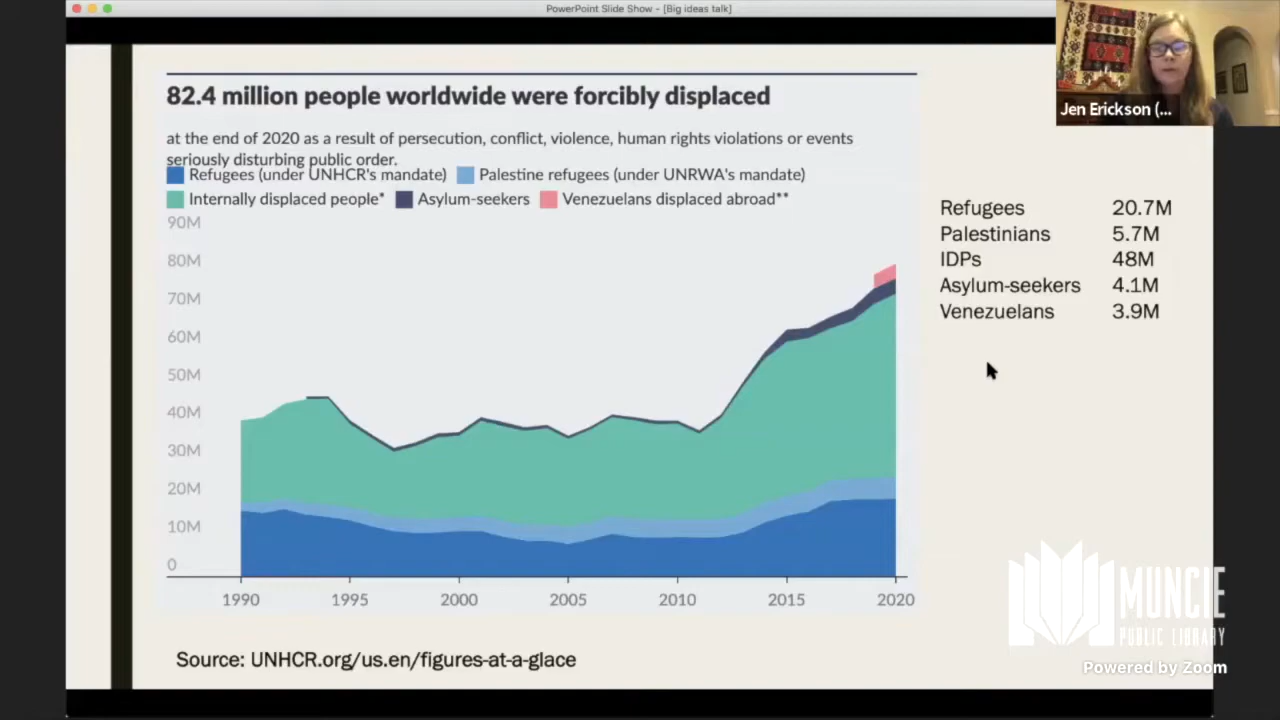 PowerPoint Slide Show - [Big ideas talk]
Jen Erickson (...
82.4 million people worldwide were forcibly displaced
at the end of 2020 as a result of persecution, conflict, violence, human rights violations or events
seriously disturbing public order.
Refugees (under UNHCR's mandate) Palestine refugees (under UNRWA's mandate)
Internally displaced people* Asylum-seekers Venezuelans displaced abroad**
90M
80M
70M
60M
50M
40M
30M
20M
10M
0
1990 1995 2000 2005 2010 2015 2020
Refugees 20.7M
Palestinians 5.7M
IDPs 48M
Asylum-seekers 4.1M
Venezuelans 3.9M
Source: UNHCR.org/us.en/figures-at-a-glace
MUNCIE
PUBLIC LIBRARY
Powered by Zoom